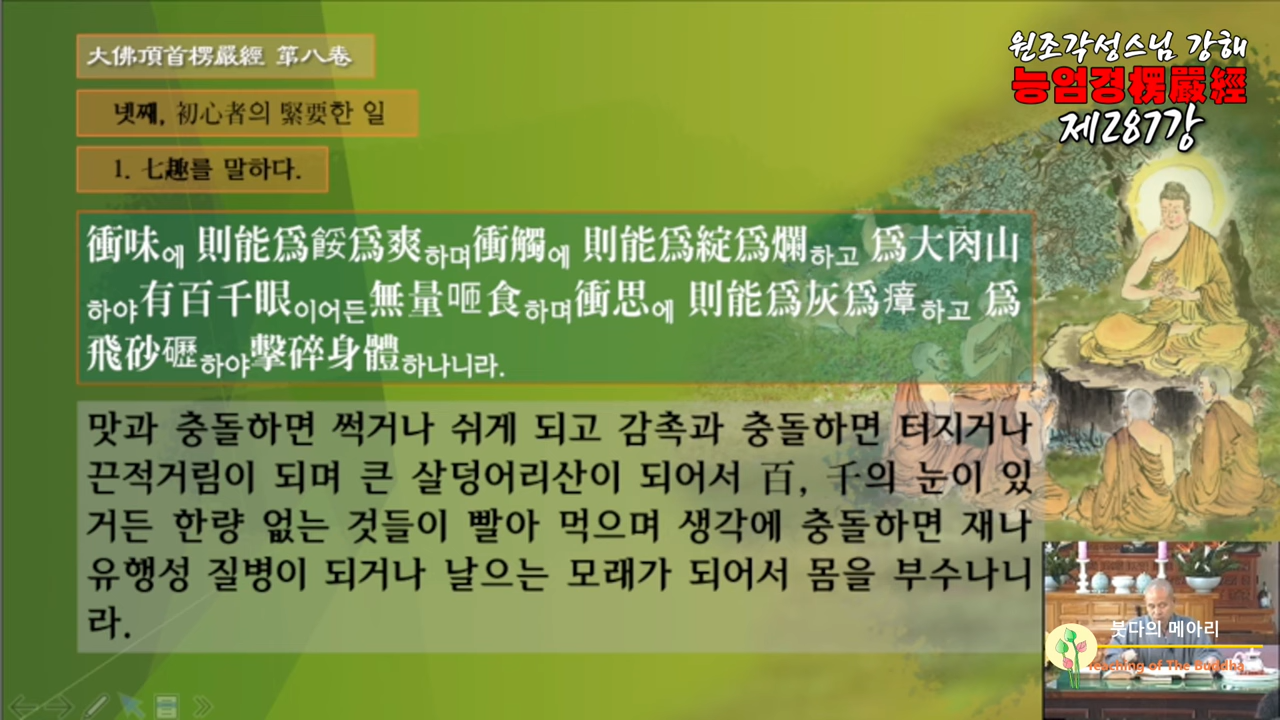 大佛頂首楞嚴經 第八卷
넷째, 初心者의 緊要한 일
1. 七趣를 말하다.
衝味에 則能爲餒爲爽하며衝觸에 則能爲綻爲爛하고 爲大肉山
하야有百千眼이어든無量咂食하며衝思에 則能爲灰爲瘴하고 爲
飛砂礰하야擊碎身體하나니라.
맛과 충돌하면 썩거나 쉬게 되고 감촉과 충돌하면 터지거나
끈적거림이 되며 큰 살덩어리산이 되어서 百, 千의 눈이 있
거든 한량 없는 것들이 빨아 먹으며 생각에 충돌하면 재나
유행성 질병이 되거나 날으는 모래가 되어서 몸을 부수나니
라.
원조각성스님 강해
능엄경楞嚴經
제287강
붓다의 메아리
Teaching of The Buddha